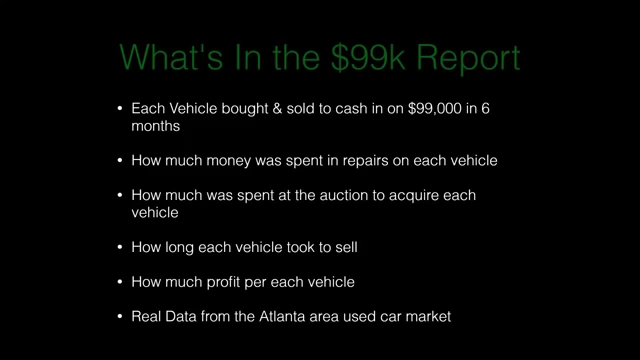 What's In the $99k Report
• Each Vehicle bought & sold to cash in on $99,000 in 6
months
• How much money was spent in repairs on each vehicle
• How much was spent at the auction to acquire each
vehicle
• How long each vehicle took to sell
• How much profit per each vehicle
• Real Data from the Atlanta area used car market